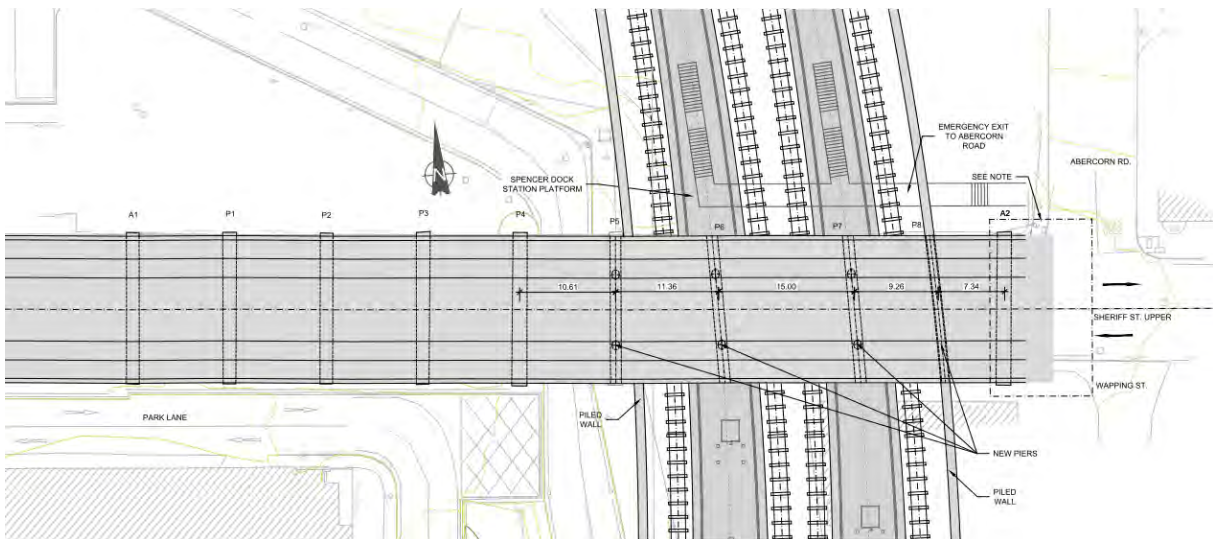 EMERGENCY EXIT
TO ABERCORN
ROAD
ABERCORN RD.
SPENCER DOCK
STATION PLATFORM
SEE NOTE
N
A1
P1
P2
P3
P4
P5
P6
P7
P8
A2
10.61
11.36
15.00
9.26
7.34
SHERIFF ST. UPPER
WAPPING ST.
PARK LANE
PILED
WALL
NEW PIERS
PILED
WALL